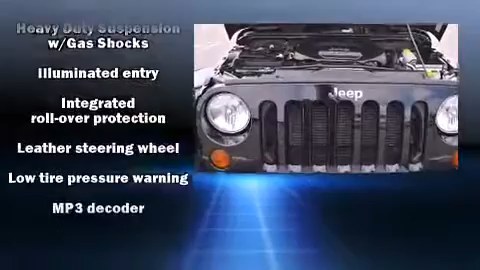 Heavy Duty Suspension
w/Gas Shocks
Illuminated entry
Integrated
roll-over protection
Leather steering wheel
Low tire pressure warning
MP3 decoder
Jeep